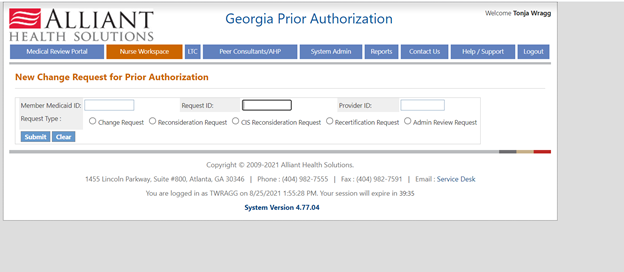 ALLIANT
HEALTH SOLUTIONS
Georgia Prior Authorization
Welcome Tonja Wragg
Medical Review Portal Nurse Workspace LTC Peer Consultants/AHP System Admin Reports Contact Us Help / Support Logout
New Change Request for Prior Authorization
Member Medicaid ID: Request ID: Provider ID:
Request Type : Change Request Reconsideration Request CIS Reconsideration Request Recertification Request Admin Review Request
Submit Clear
Copyright © 2009-2021 Alliant Health Solutions.
1455 Lincoln Parkway, Suite #800, Atlanta, GA 30346 | Phone : (404) 982-7555 | Fax : (404) 982-7591 | Email : Service Desk
You are logged in as TWRAGG on 8/25/2021 1:55:28 PM. Your session will expire in 39:35
System Version 4.77.04